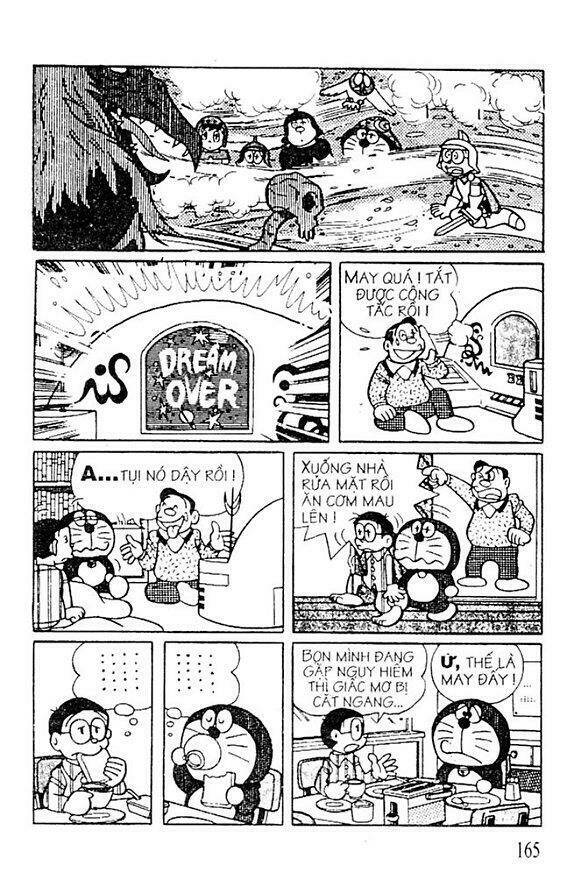 DREAM
OVER
MAY QUÁ ! TẮT
ĐƯỢC CÔNG
TẮC RỒI !
A...TỤI NÓ DẬY RỒI !
XUỐNG NHÀ
RỬA MẶT RỒI
ĂN CƠM MAU
LÊN !
. . . . .
. . . . .
BỌN MÌNH ĐANG
GẶP NGUY HIỂM
THÌ GIẤC MƠ BỊ
CẮT NGANG...
Ử, THẾ LÀ
MAY ĐẤY !
165